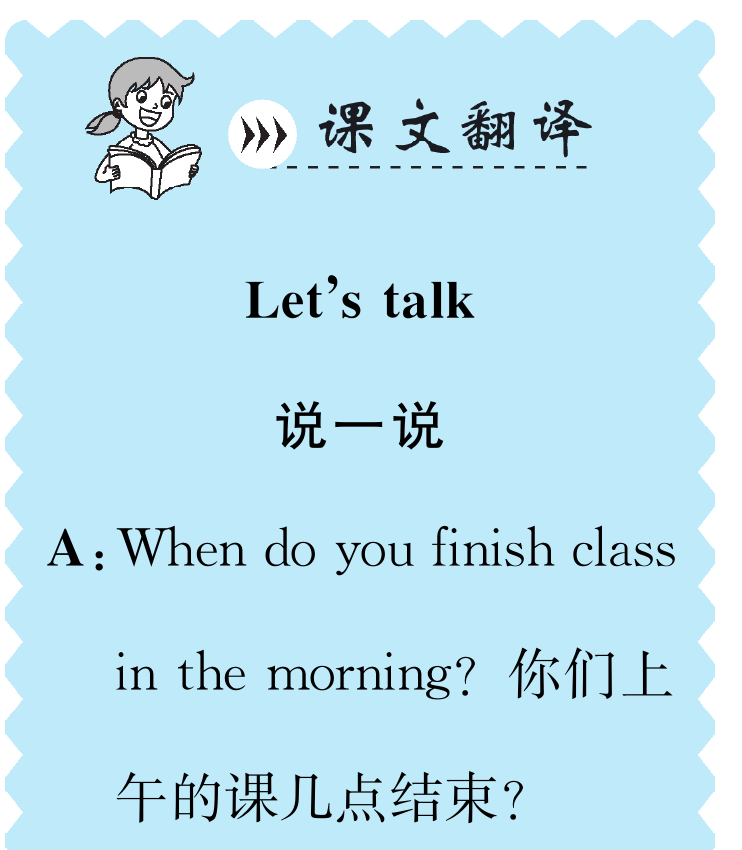 课文翻译
Let's talk
说一说
A:When do you finish class
in the morning? 你们上
午的课几点结束?